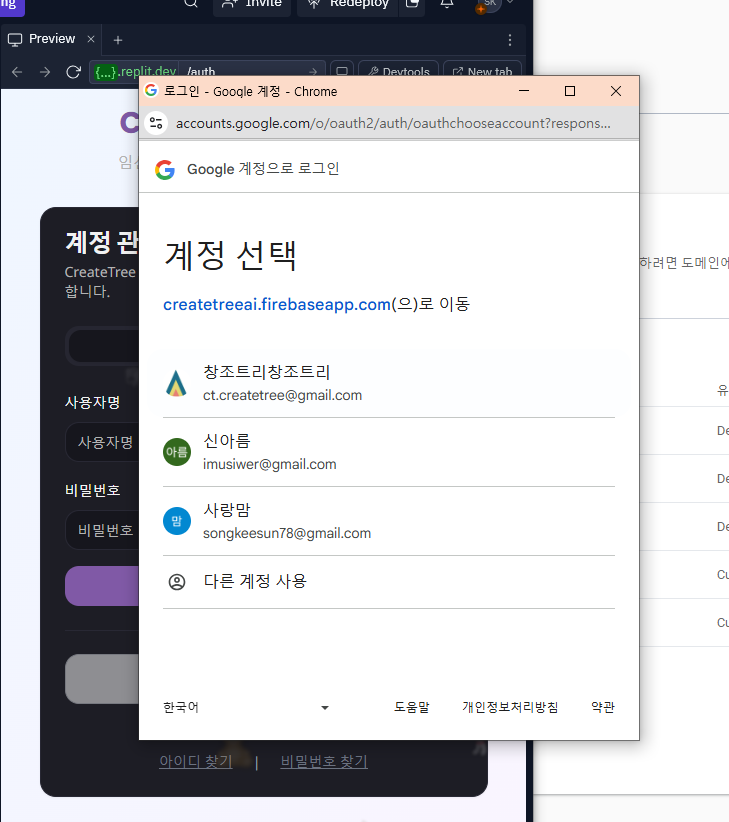 ng
Invite
Redeploy
SK
Preview
{...}.replit.dev
/auth
Devtools
New tab
로그인 - Google 계정 - Chrome
accounts.google.com/o/oauth2/auth/oauthchooseaccount?respons...
C
Google 계정으로 로그인
임신
계정 관
계정 선택
CreateTree
합니다.
createtreeai.firebaseapp.com(으)로 이동
하려면 도메인에
창조트리창조트리
ct.createtree@gmail.com
유
사용자명
사용자명
아름
신아름
imusiwer@gmail.com
De
De
비밀번호
비밀번호
맘
사랑맘
songkeesun78@gmail.com
De
다른 계정 사용
Cu
Cu
한국어
도움말
개인정보처리방침
약관
아이디 찾기
|
비밀번호 찾기